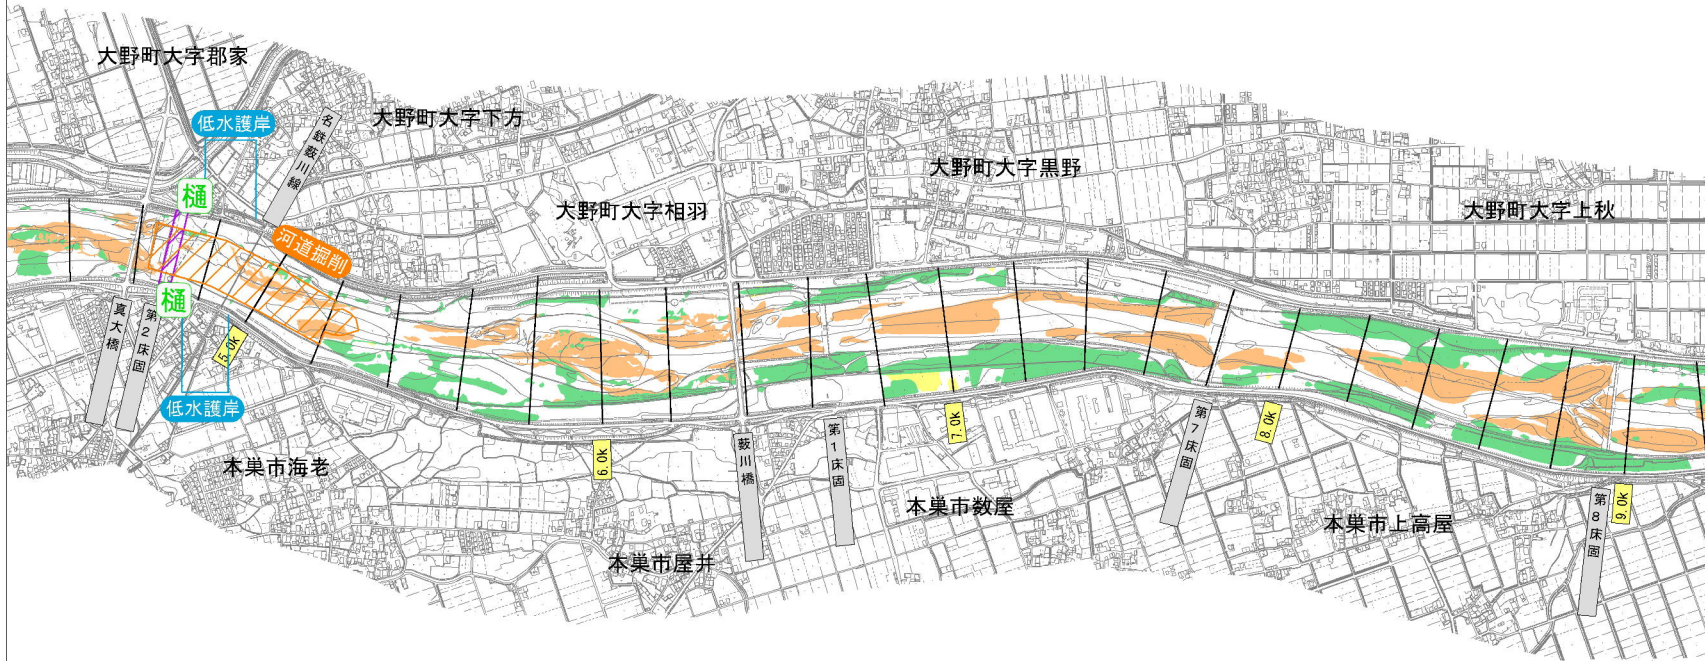 大野町大字郡家
大野町大字下方
大野町大字相羽
大野町大字黒野
大野町大字上秋
低水護岸
名鉄薮川線
樋
河道掘削
樋
真大橋
第2床固
5.0k
低水護岸
本巣市海老
6.0k
本巣市屋井
薮川橋
第1床固
7.0k
本巣市数屋
第7床固
8.0k
本巣市上高屋
第8床固
9.0k